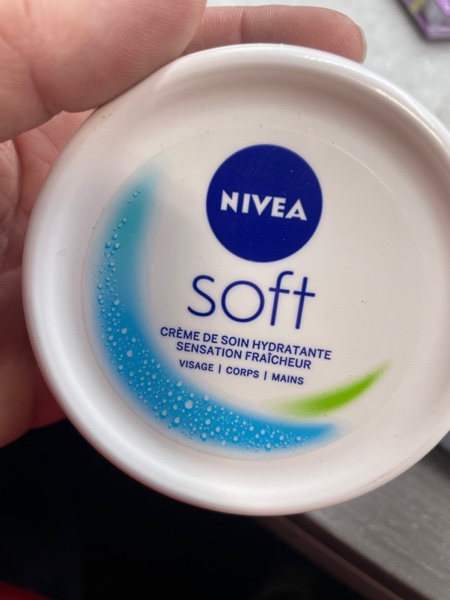 NIVEA
soft
CRÈME DE SOIN HYDRATANTE
SENSATION FRAÎCHEUR
VISAGE | CORPS | MAINS